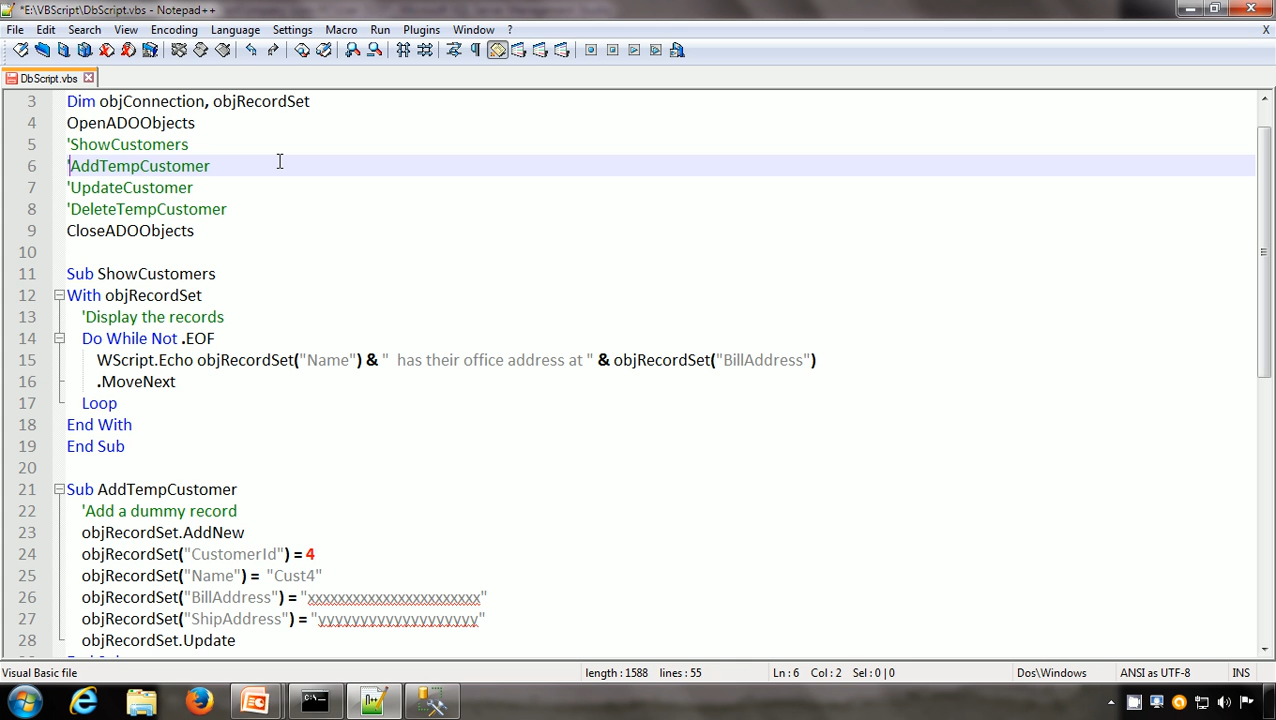 *E:\VBScript\DbScript.vbs - Notepad++
File Edit Search View Encoding Language Settings Macro Run Plugins Window ? X
DbScript.vbs
3 Dim objConnection, objRecordSet
4 OpenADOObjects
5 'ShowCustomers
6 'AddTempCustomer
7 'UpdateCustomer
8 'DeleteTempCustomer
9 CloseADOObjects
10
11 Sub ShowCustomers
12 With objRecordSet
13 'Display the records
14 Do While Not .EOF
15 WScript.Echo objRecordSet("Name") & "  has their office address at " & objRecordSet("BillAddress")
16 .MoveNext
17 Loop
18 End With
19 End Sub
20
21 Sub AddTempCustomer
22 'Add a dummy record
23 objRecordSet.AddNew
24 objRecordSet("CustomerId") = 4
25 objRecordSet("Name") =  "Cust4"
26 objRecordSet("BillAddress") = "xxxxxxxxxxxxxxxxxxxxxxx"
27 objRecordSet("ShipAddress") = "yyyyyyyyyyyyyyyyyyy"
28 objRecordSet.Update
Visual Basic file length : 1588 lines : 55 Ln : 6 Col : 2 Sel : 0 | 0 Dos\Windows ANSI as UTF-8 INS